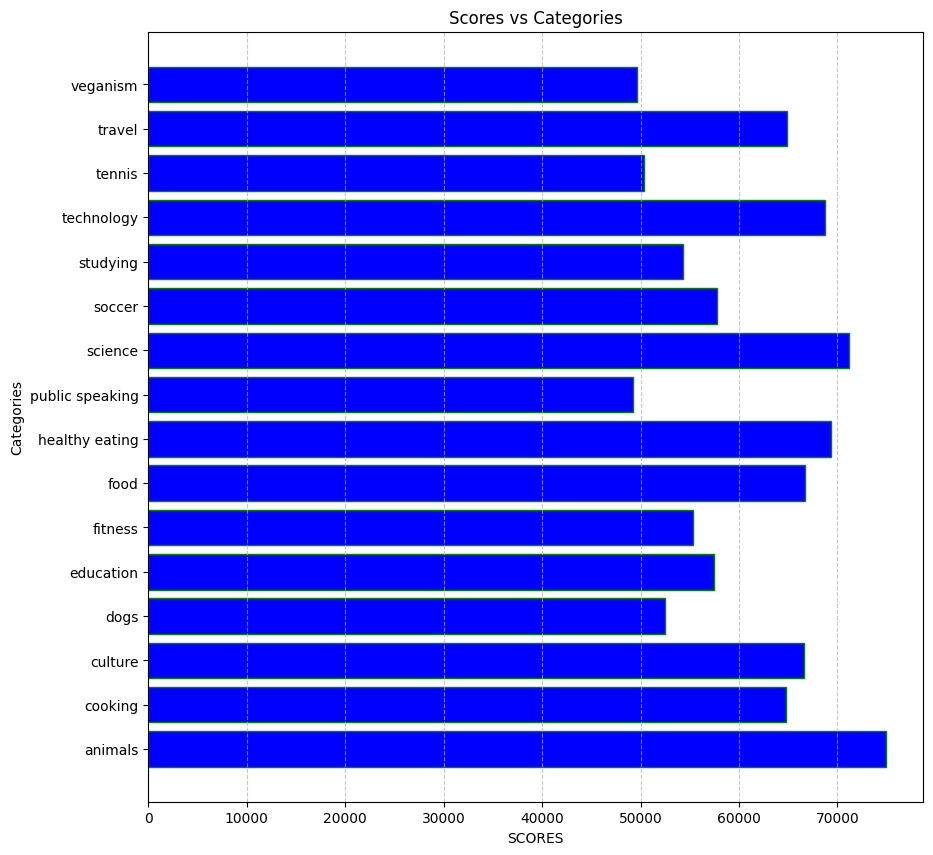 Scores vs Categories
veganism
travel
tennis
technology
studying
soccer
science
public speaking
healthy eating
food
fitness
education
dogs
culture
cooking
animals
Categories
0 10000 20000 30000 40000 50000 60000 70000
SCORES